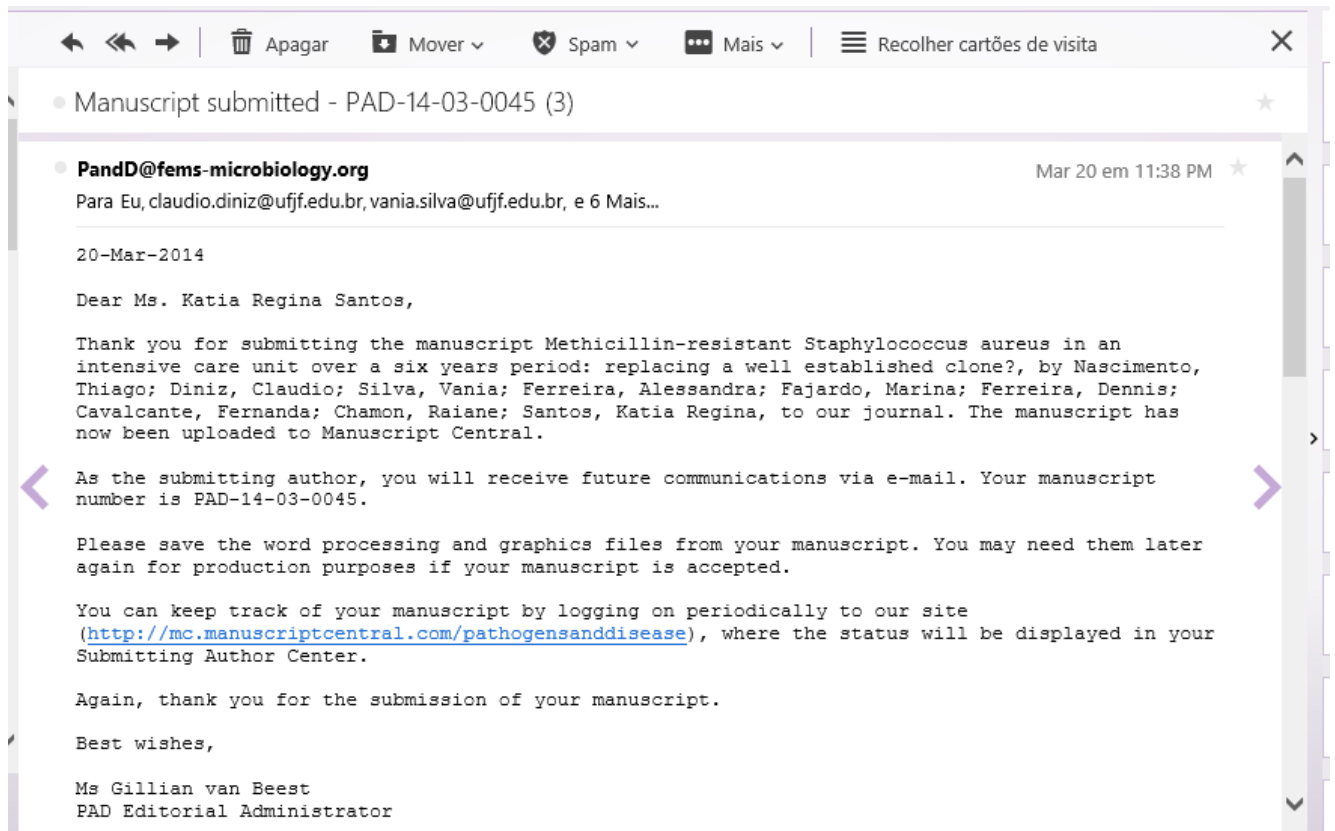 Apagar Mover Spam Mais Recolher cartões de visita
Manuscript submitted - PAD-14-03-0045 (3)
PandD@fems-microbiology.org Mar 20 em 11:38 PM
Para Eu, claudio.diniz@ufjf.edu.br, vania.silva@ufjf.edu.br, e 6 Mais...
20-Mar-2014
Dear Ms. Katia Regina Santos,
Thank you for submitting the manuscript Methicillin-resistant Staphylococcus aureus in an
intensive care unit over a six years period: replacing a well established clone?, by Nascimento,
Thiago; Diniz, Claudio; Silva, Vania; Ferreira, Alessandra; Fajardo, Marina; Ferreira, Dennis;
Cavalcante, Fernanda; Chamon, Raiane; Santos, Katia Regina, to our journal. The manuscript has
now been uploaded to Manuscript Central.
As the submitting author, you will receive future communications via e-mail. Your manuscript
number is PAD-14-03-0045.
Please save the word processing and graphics files from your manuscript. You may need them later
again for production purposes if your manuscript is accepted.
You can keep track of your manuscript by logging on periodically to our site
(http://mc.manuscriptcentral.com/pathogensanddisease), where the status will be displayed in your
Submitting Author Center.
Again, thank you for the submission of your manuscript.
Best wishes,
Ms Gillian van Beest
PAD Editorial Administrator